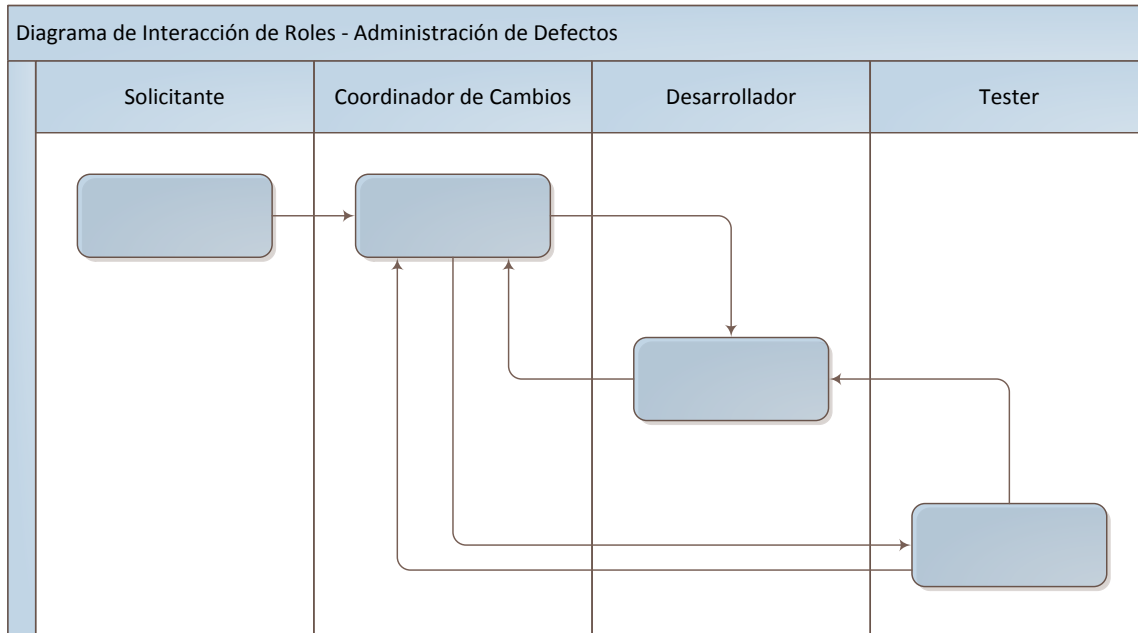 Diagrama de Interacción de Roles - Administración de Defectos
Solicitante
Coordinador de Cambios
Desarrollador
Tester